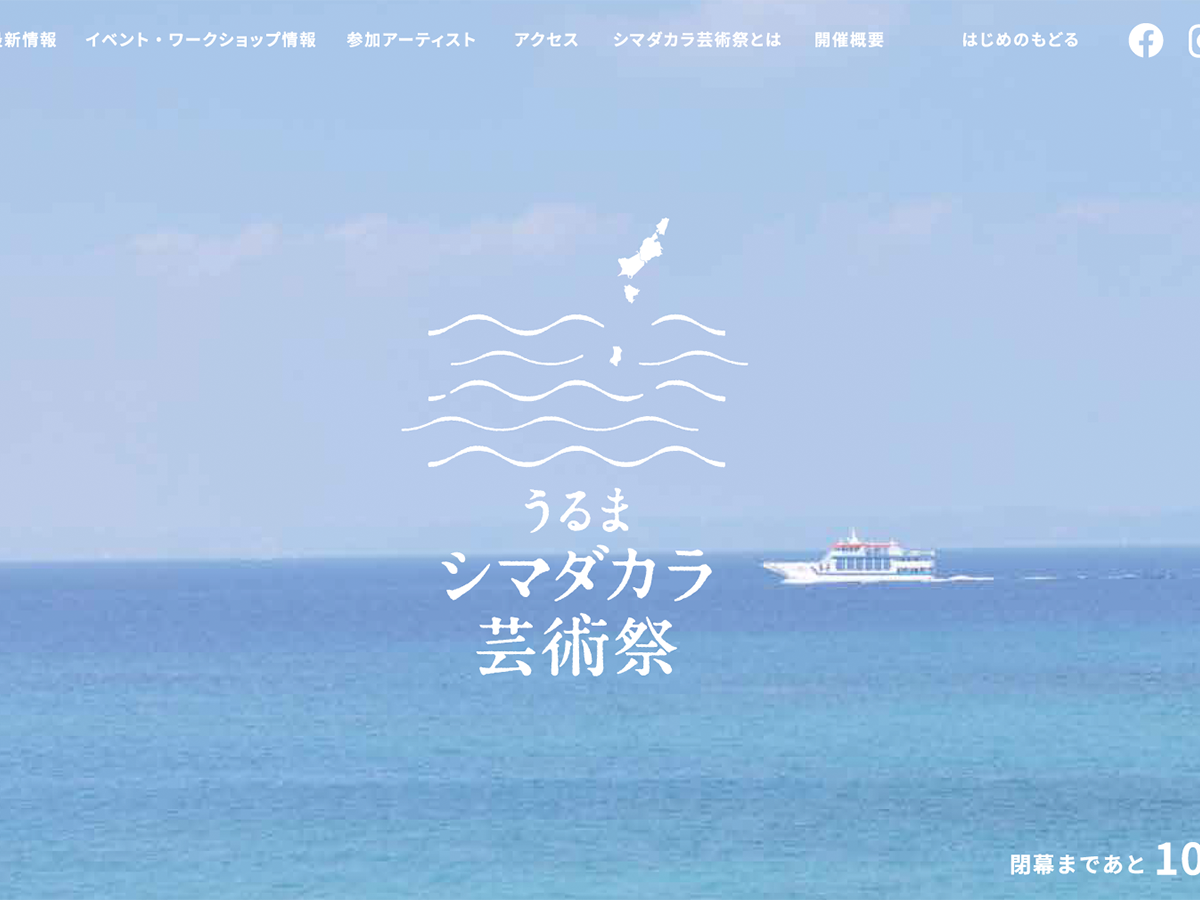 最新情報 イベント・ワークショップ情報 参加アーティスト アクセス シマダカラ芸術祭とは 開催概要 はじめのもどる
うるま
シマダカラ
芸術祭
閉幕まであと 10